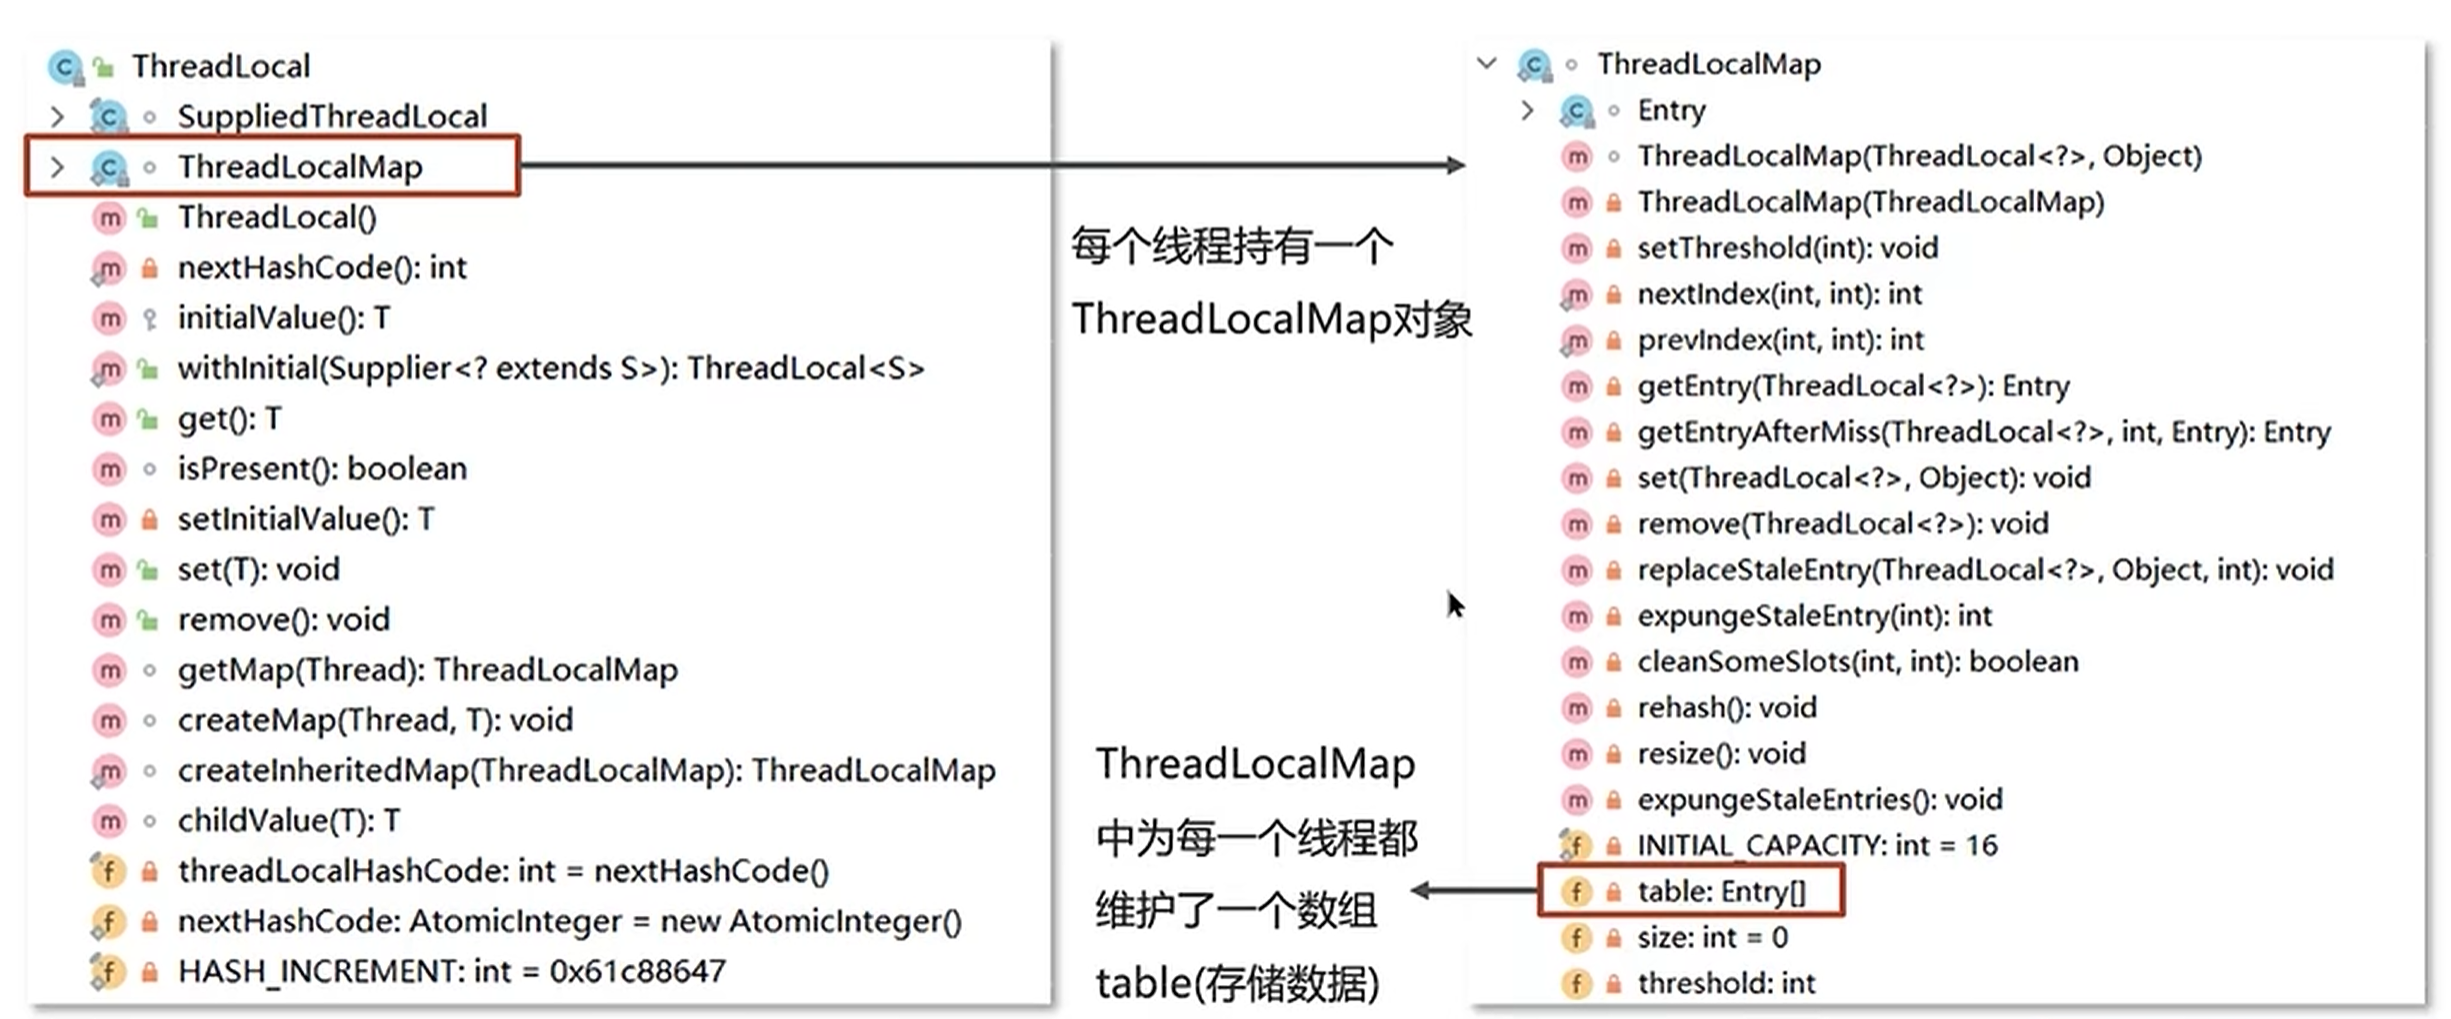 ThreadLocal
SuppliedThreadLocal
ThreadLocalMap
ThreadLocal()
nextHashCode(): int
initialValue(): T
withInitial(Supplier<? extends S>): ThreadLocal<S>
get(): T
isPresent(): boolean
setInitialValue(): T
set(T): void
remove(): void
getMap(Thread): ThreadLocalMap
createMap(Thread, T): void
createInheritedMap(ThreadLocalMap): ThreadLocalMap
childValue(T): T
threadLocalHashCode: int = nextHashCode()
nextHashCode: AtomicInteger = new AtomicInteger()
HASH_INCREMENT: int = 0x61c88647
每个线程持有一个
ThreadLocalMap对象
ThreadLocalMap
中为每一个线程都
维护了一个数组
table(存储数据)
ThreadLocalMap
Entry
ThreadLocalMap(ThreadLocal<?>, Object)
ThreadLocalMap(ThreadLocalMap)
setThreshold(int): void
nextIndex(int, int): int
prevIndex(int, int): int
getEntry(ThreadLocal<?>): Entry
getEntryAfterMiss(ThreadLocal<?>, int, Entry): Entry
set(ThreadLocal<?>, Object): void
remove(ThreadLocal<?>): void
replaceStaleEntry(ThreadLocal<?>, Object, int): void
expungeStaleEntry(int): int
cleanSomeSlots(int, int): boolean
rehash(): void
resize(): void
expungeStaleEntries(): void
INITIAL_CAPACITY: int = 16
table: Entry[]
size: int = 0
threshold: int